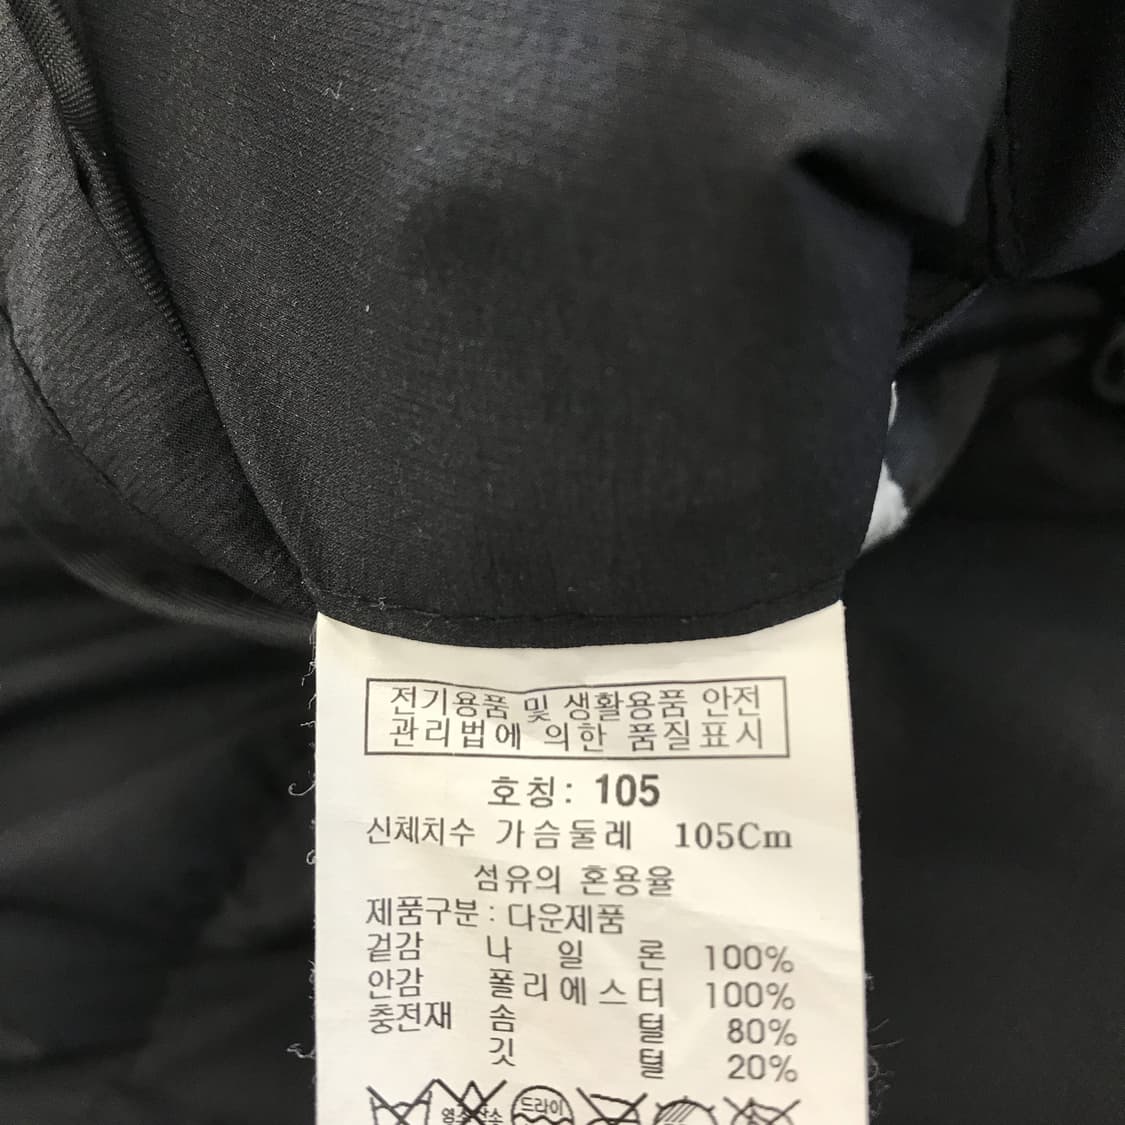 전기용품 및 생활용품 안전
관리법에 의한 품질표시
호칭: 105
신체치수 가슴둘레 105Cm
섬유의 혼용율
제품구분 : 다운제품
겉감 나 일 론 100%
안감 폴리에스터 100%
충전재 솜 털 80%
깃 털 20%
드라이